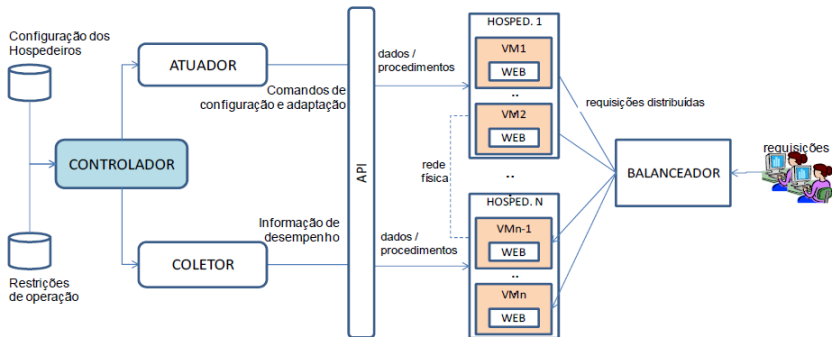 Configuração dos
Hospedeiros
ATUADOR
Comandos de
configuração e adaptação
CONTROLADOR
Informação de
desempenho
COLETOR
Restrições
de operação
API
dados /
procedimentos
dados /
procedimentos
HOSPED. 1
VM1
WEB
..
VM2
WEB
rede
física
.. .
HOSPED. N
VMn-1
WEB
..
VMn
WEB
requisições distribuídas
BALANCEADOR
requisições